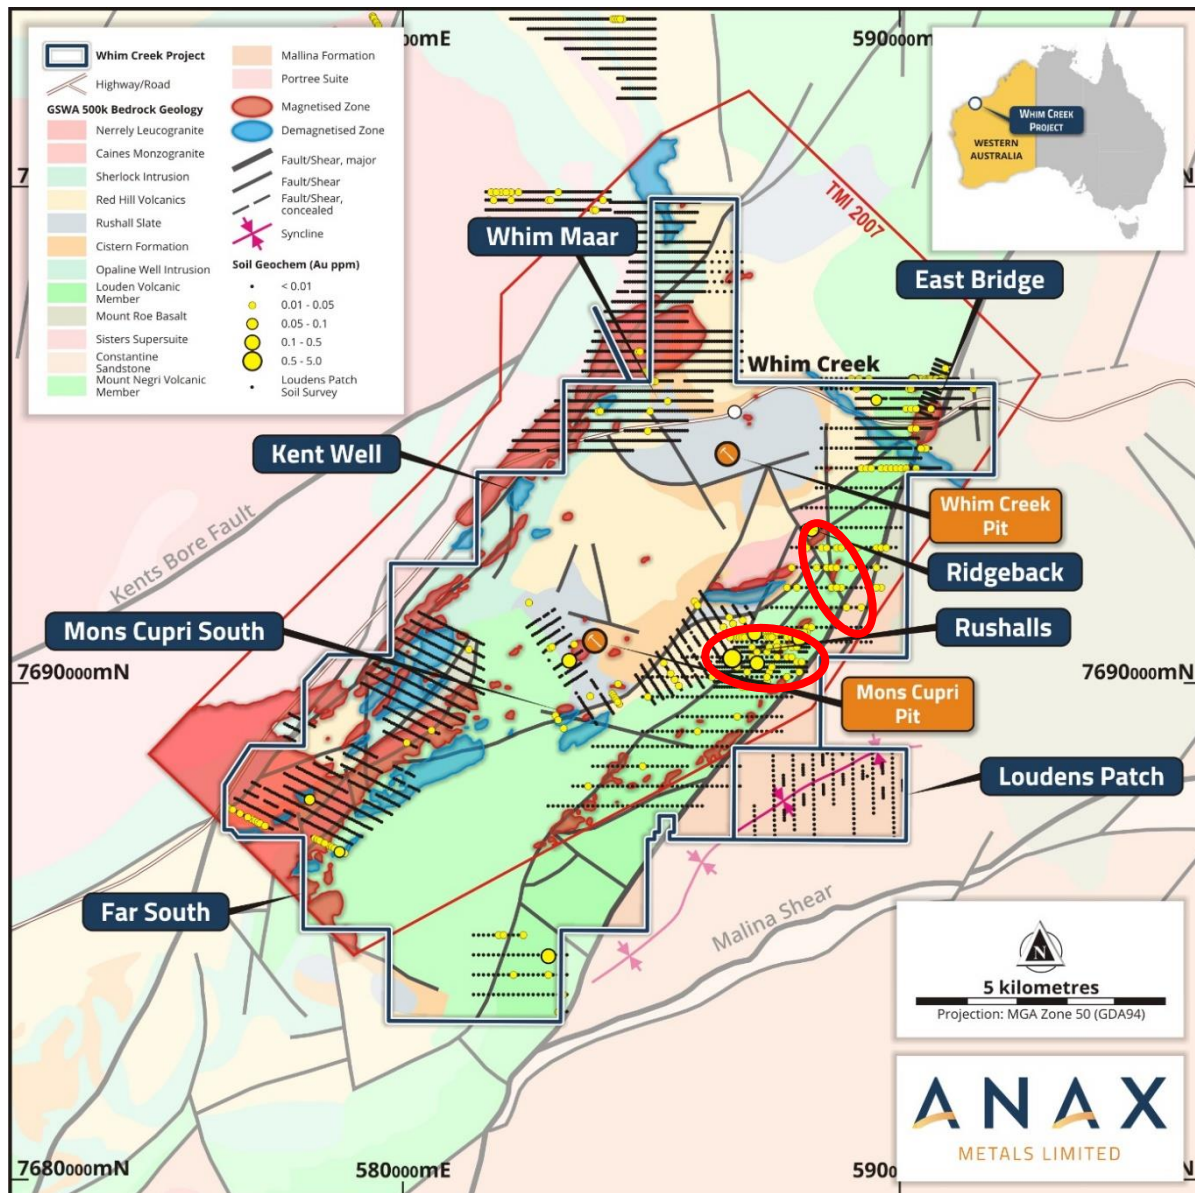 000mE
590000mE
7
N
Whim Creek Project
Highway/Road
GSWA 500k Bedrock Geology
Nerrely Leucogranite
Caines Monzogranite
Sherlock Intrusion
Red Hill Volcanics
Rushall Slate
Cistern Formation
Opaline Well Intrusion
Louden Volcanic
Member
Mount Roe Basalt
Sisters Supersuite
Constantine
Sandstone
Mount Negri Volcanic
Member
Mallina Formation
Portree Suite
Magnetised Zone
Demagnetised Zone
Fault/Shear, major
Fault/Shear
Fault/Shear,
concealed
Syncline
Soil Geochem (Au ppm)
< 0.01
0.01 - 0.05
0.05 - 0.1
0.1 - 0.5
0.5 - 5.0
Loudens Patch
Soil Survey
WHIM CREEK
PROJECT
WESTERN
AUSTRALIA
TMI 2007
Whim Maar
East Bridge
Whim Creek
Kent Well
Whim Creek
Pit
Kents Bore Fault
Ridgeback
Mons Cupri South
Rushalls
7690000mN
7690000mN
Mons Cupri
Pit
Loudens Patch
Far South
Malina Shear
N
5 kilometres
Projection: MGA Zone 50 (GDA94)
ANAX
METALS LIMITED
7680000mN
580000mE
590